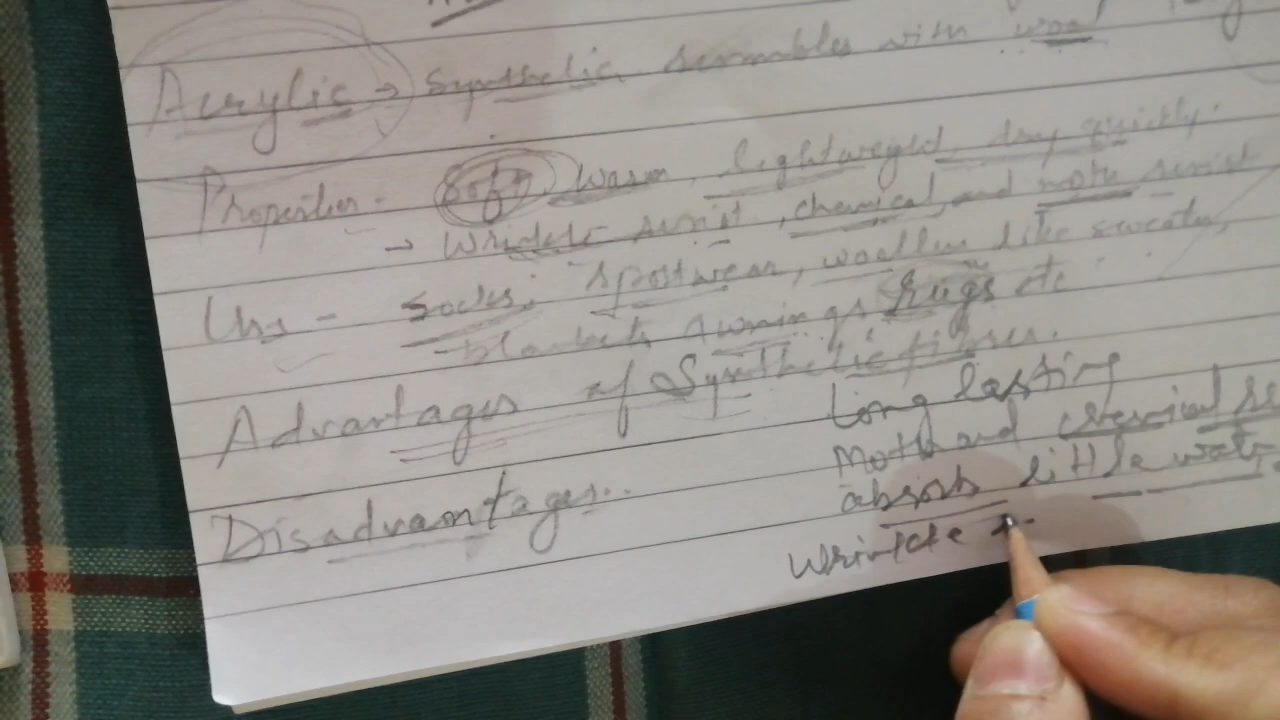 Acrylic → Synthetic resembles with wool
Properties - Soft, Warm, lightweight, dry quickly.
→ Wrinkle resist, chemical and moth resist
Uses - Socks, Sportwear, woollen like sweater,
blankets Awnings Rugs etc
Advantages of Synthetic fibres.
Long lasting
Moth and chemical
absorb little water
Disadvantages..
Wrinkle